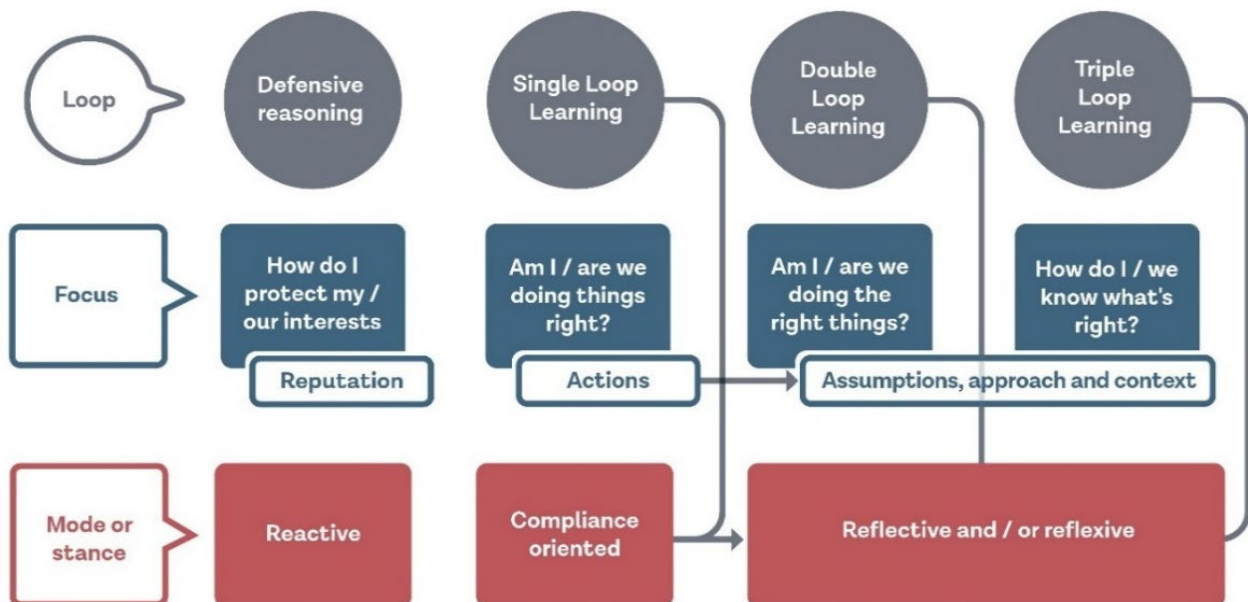 Loop
Defensive
reasoning
Single Loop
Learning
Double
Loop
Learning
Triple
Loop
Learning
Focus
How do I
protect my /
our interests
Reputation
Am I / are we
doing things
right?
Actions
Am I / are we
doing the
right things?
How do I / we
know what's
right?
Assumptions, approach and context
Mode or
stance
Reactive
Compliance
oriented
Reflective and / or reflexive